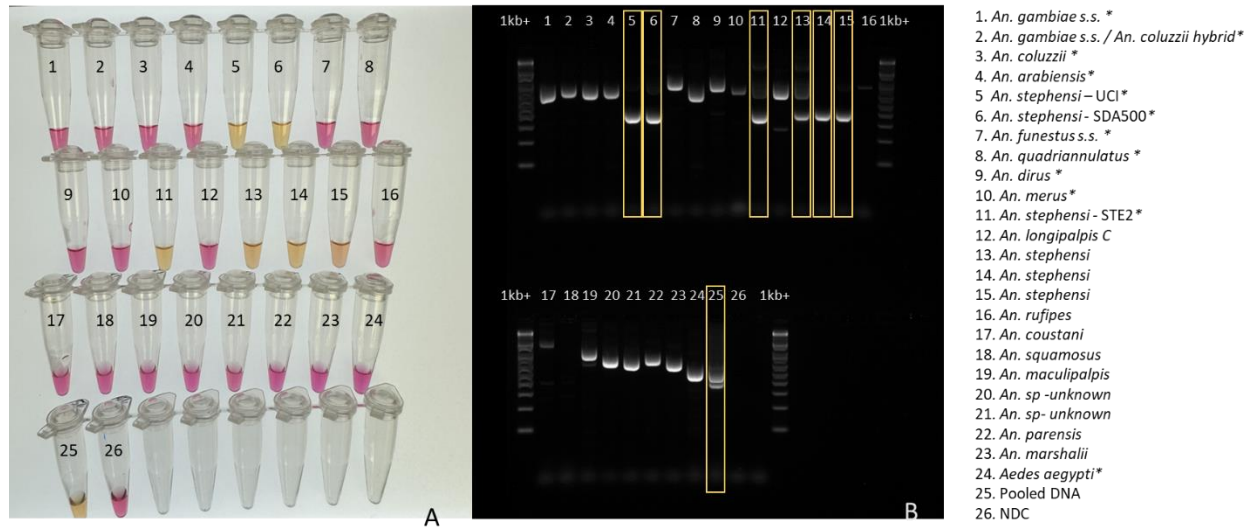 1 2 3 4 5 6 7 8
9 10 11 12 13 14 15 16
17 18 19 20 21 22 23 24
25 26
A
1kb+ 1 2 3 4 5 6 7 8 9 10 11 12 13 14 15 16 1kb+
1kb+ 17 18 19 20 21 22 23 24 25 26 1kb+
B
1. An. gambiae s.s. *
2. An. gambiae s.s. / An. coluzzii hybrid*
3. An. coluzzii *
4. An. arabiensis*
5 An. stephensi – UCI*
6. An. stephensi - SDA500*
7. An. funestus s.s. *
8. An. quadriannulatus *
9. An. dirus *
10. An. merus*
11. An. stephensi - STE2*
12. An. longipalpis C
13. An. stephensi
14. An. stephensi
15. An. stephensi
16. An. rufipes
17. An. coustani
18. An. squamosus
19. An. maculipalpis
20. An. sp -unknown
21. An. sp- unknown
22. An. parensis
23. An. marshalii
24. Aedes aegypti*
25. Pooled DNA
26. NDC